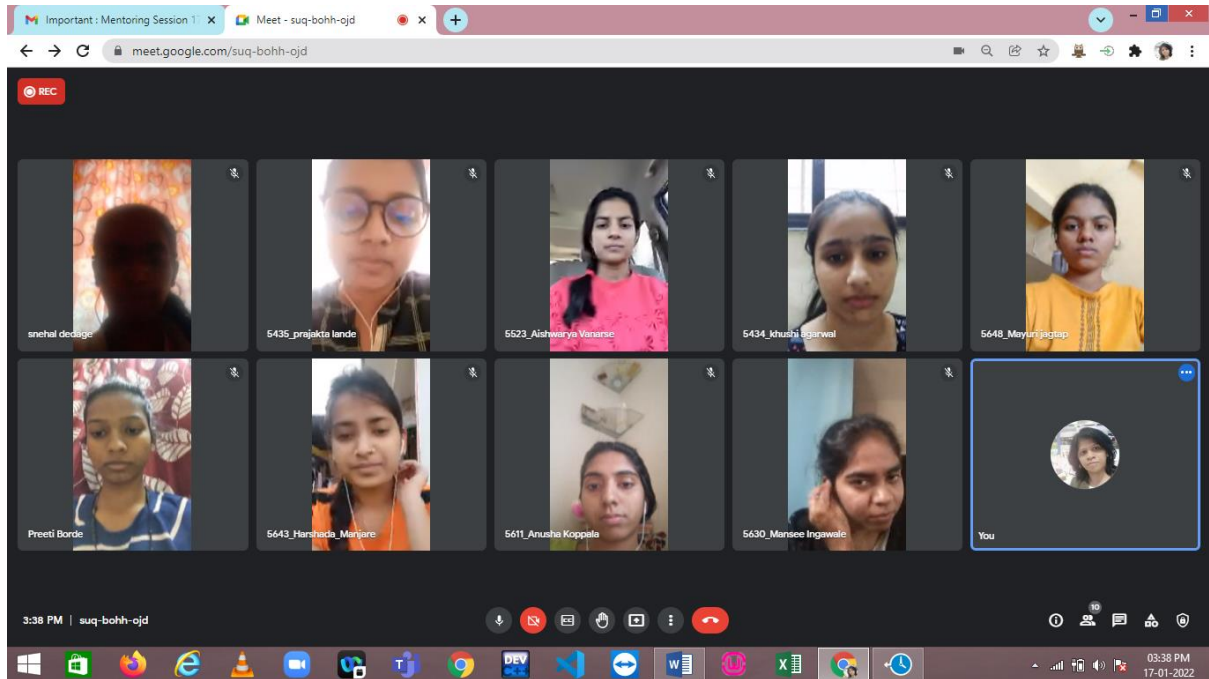 Important : Mentoring Session 17
Meet - suq-bohh-ojd
meet.google.com/suq-bohh-ojd
REC
snehal dedage
5435_prajakta lande
5523_Aishwarya Vanarse
5434_khushi agarwal
5648_Mayuri jagtap
Preeti Borde
5643_Harshada_Manjare
5611_Anusha Koppala
5630_Mansee Ingawale
You
3:38 PM | suq-bohh-ojd
10
DEV
03:38 PM
17-01-2022